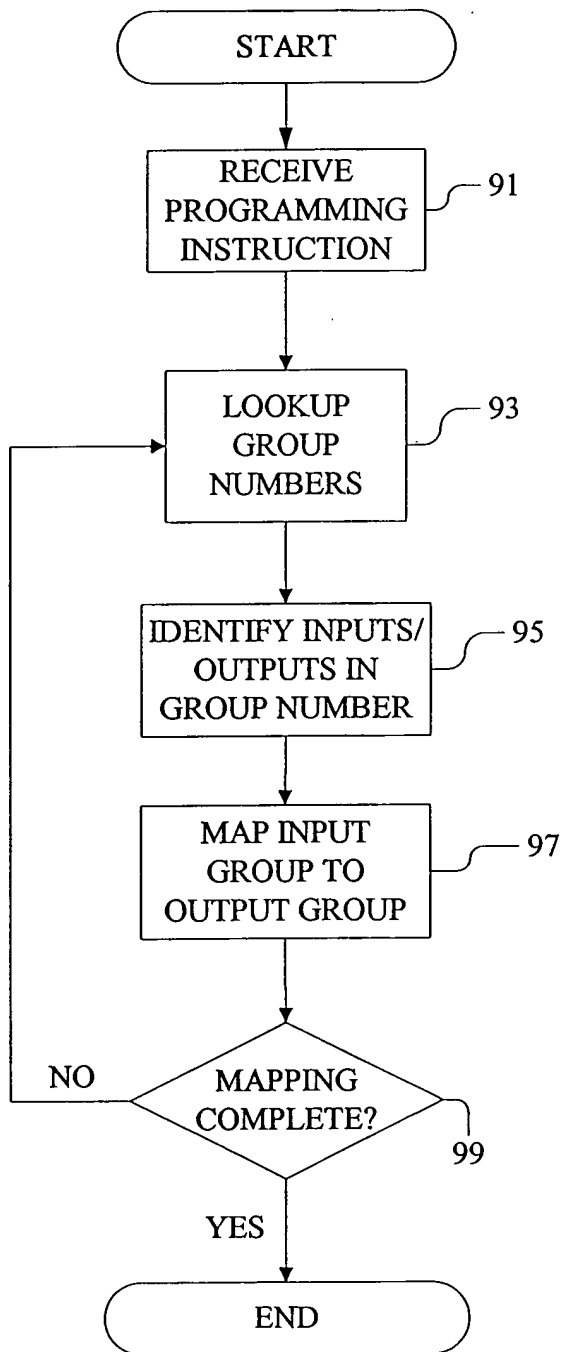 START
RECEIVE
PROGRAMMING
INSTRUCTION
91
LOOKUP
GROUP
NUMBERS
93
IDENTIFY INPUTS/
OUTPUTS IN
GROUP NUMBER
95
MAP INPUT
GROUP TO
OUTPUT GROUP
97
MAPPING
COMPLETE?
99
NO
YES
END